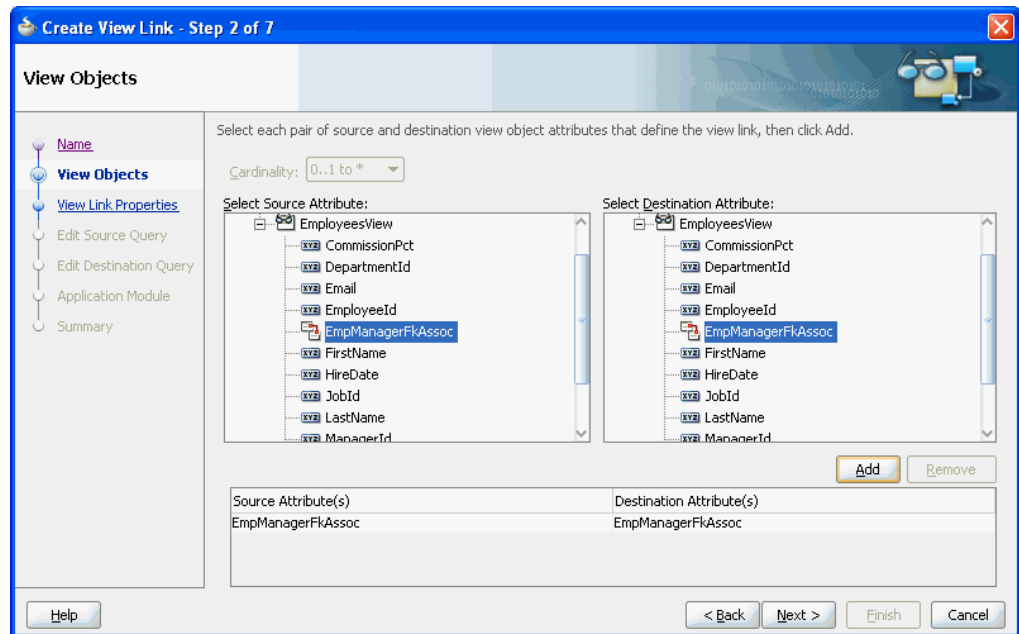 Create View Link - Step 2 of 7
View Objects
Name
View Objects
View Link Properties
Edit Source Query
Edit Destination Query
Application Module
Summary
Select each pair of source and destination view object attributes that define the view link, then click Add.
Cardinality: 0..1 to *
Select Source Attribute:
EmployeesView
CommissionPct
DepartmentId
Email
EmployeeId
EmpManagerFkAssoc
FirstName
HireDate
JobId
LastName
ManagerId
Select Destination Attribute:
EmployeesView
CommissionPct
DepartmentId
Email
EmployeeId
EmpManagerFkAssoc
FirstName
HireDate
JobId
LastName
ManagerId
Add Remove
Source Attribute(s) Destination Attribute(s)
EmpManagerFkAssoc EmpManagerFkAssoc
Help < Back Next > Finish Cancel